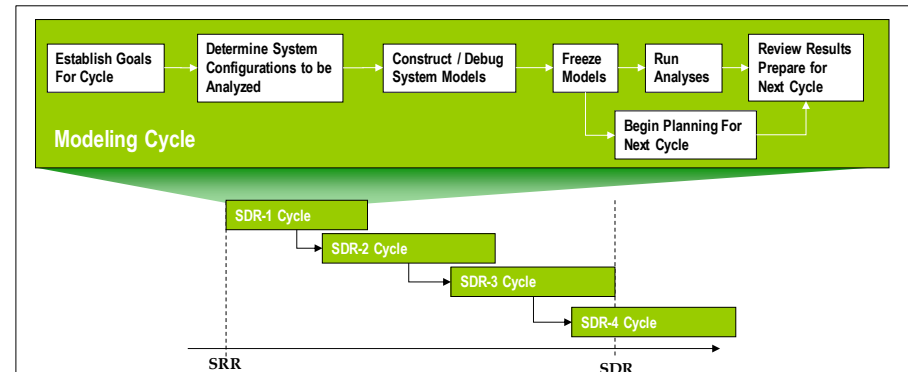 Establish Goals
For Cycle
Determine System
Configurations to be
Analyzed
Construct / Debug
System Models
Freeze
Models
Run
Analyses
Review Results
Prepare for
Next Cycle
Begin Planning For
Next Cycle
Modeling Cycle
SDR-1 Cycle
SDR-2 Cycle
SDR-3 Cycle
SDR-4 Cycle
SRR
SDR